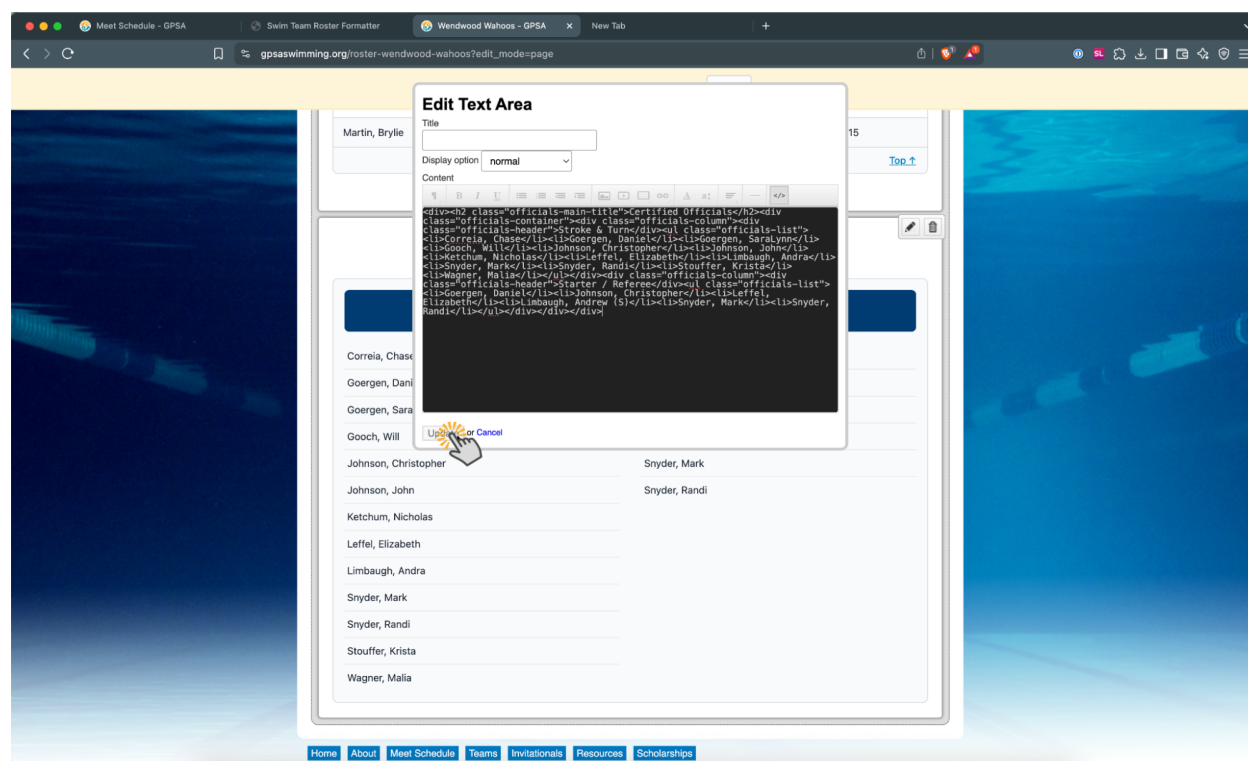 Meet Schedule - GPSA
Swim Team Roster Formatter
Wendwood Wahoos - GPSA
New Tab
gpsaswimming.org/roster-wendwood-wahoos?edit_mode=page
Edit Text Area
Title
Martin, Brylie
15
Display option normal
Top ↑
Content
<div><h2 class="officials-main-title">Certified Officials</h2><div
class="officials-container"><div class="officials-column"><div
class="officials-header">Stroke & Turn</div><ul class="officials-list">
<li>Correia, Chase</li><li>Goergen, Daniel</li><li>Goergen, SaraLynn</li>
<li>Gooch, Will</li><li>Johnson, Christopher</li><li>Johnson, John</li>
<li>Ketchum, Nicholas</li><li>Leffel, Elizabeth</li><li>Limbaugh, Andra</li>
<li>Snyder, Mark</li><li>Snyder, Randi</li><li>Stouffer, Krista</li>
<li>Wagner, Malia</li></ul></div><div class="officials-column"><div
class="officials-header">Starter / Referee</div><ul class="officials-list">
<li>Goergen, Daniel</li><li>Johnson, Christopher</li><li>Leffel,
Elizabeth</li><li>Limbaugh, Andrew (S)</li><li>Snyder, Mark</li><li>Snyder,
Randi</li></ul></div></div></div>
Correia, Chase
Goergen, Dani
Goergen, Sara
or Cancel
Gooch, Will
Johnson, Christopher
Snyder, Mark
Johnson, John
Snyder, Randi
Ketchum, Nicholas
Leffel, Elizabeth
Limbaugh, Andra
Snyder, Mark
Snyder, Randi
Stouffer, Krista
Wagner, Malia
Home
About
Meet Schedule
Teams
Invitationals
Resources
Scholarships